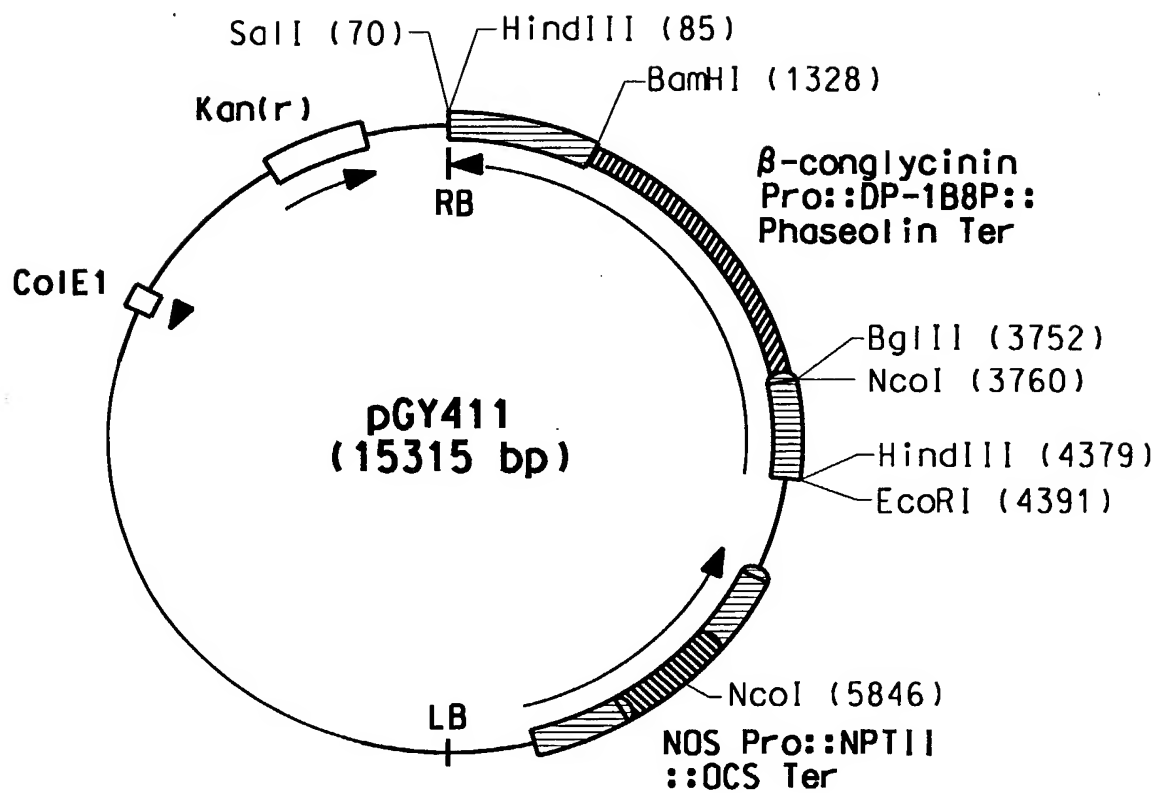 SalI (70)
HindIII (85)
BamHI (1328)
Kan(r)
β-conglycinin
Pro::DP-1B8P::
Phaseolin Ter
RB
ColE1
BglII (3752)
NcoI (3760)
pGY411
(15315 bp)
HindIII (4379)
EcoRI (4391)
NcoI (5846)
LB
NOS Pro::NPTII
::OCS Ter